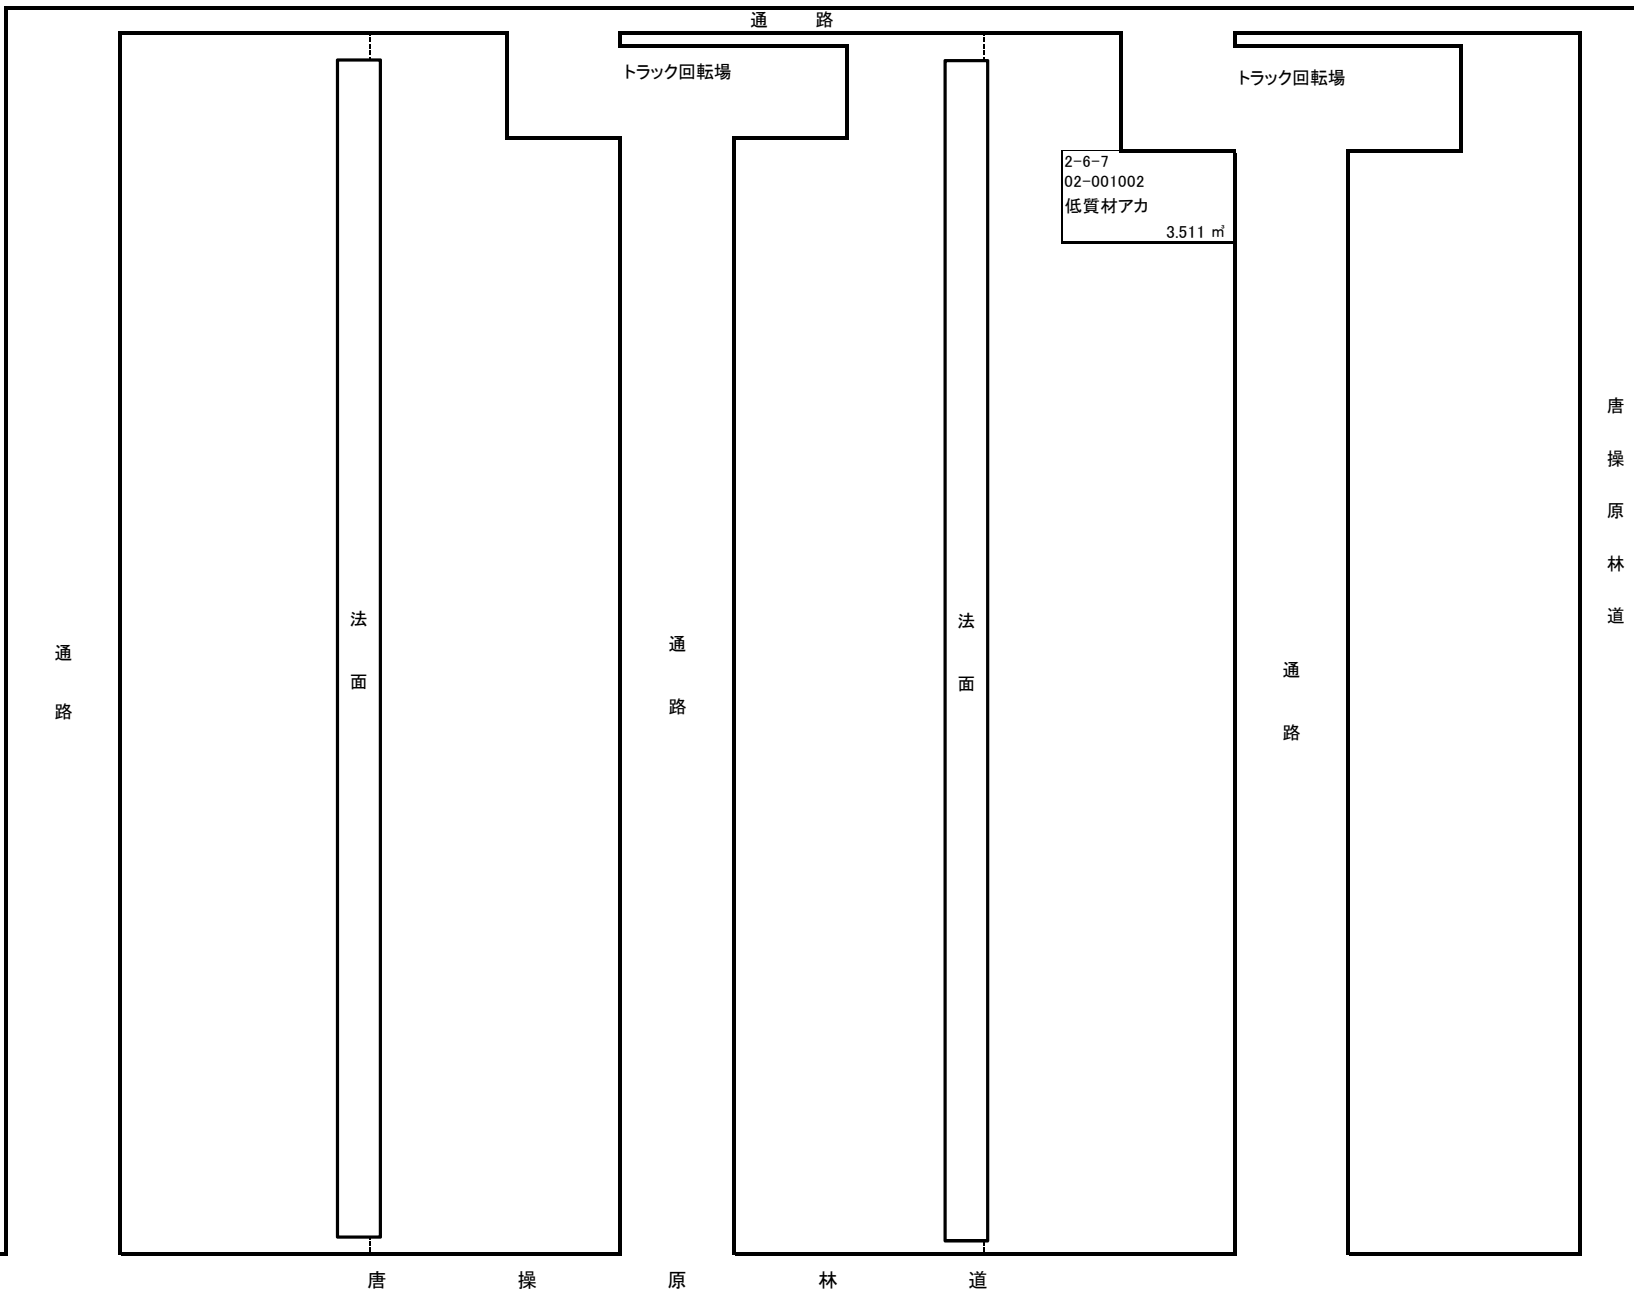 通 路
トラック回転場
トラック回転場
2-6-7
02-001002
低質材アカ
3.511 ㎥
唐操原林道
法面
法面
通路
通路
通路
唐 操 原 林 道